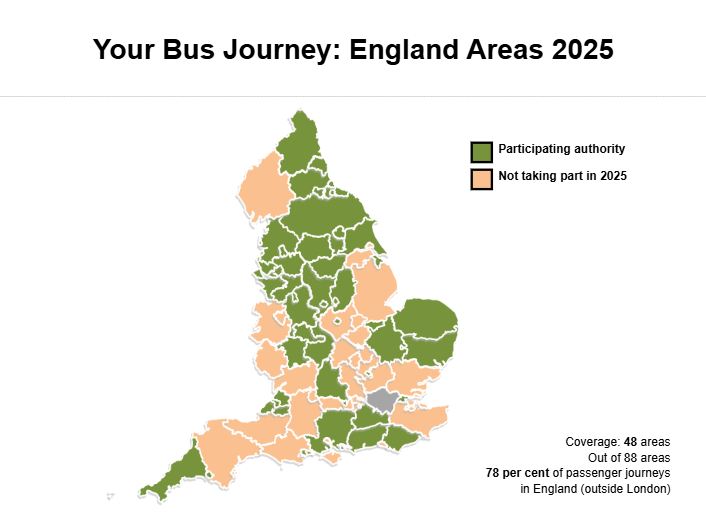 Your Bus Journey: England Areas 2025
Participating authority
Not taking part in 2025
Coverage: 48 areas
Out of 88 areas
78 per cent of passenger journeys
in England (outside London)